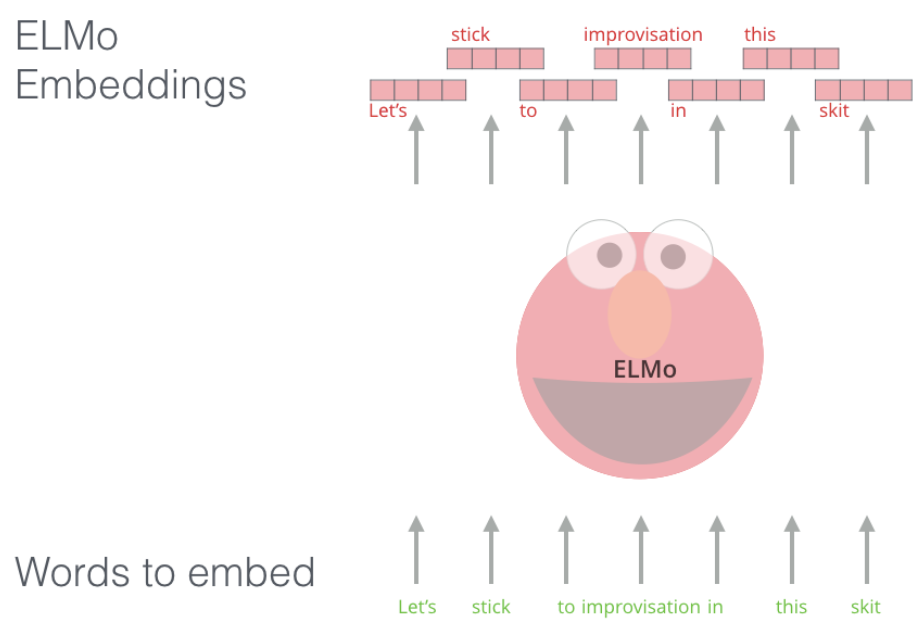 ELMo
Embeddings
stick improvisation this
Let's to in skit
ELMo
Words to embed
Let's stick to improvisation in this skit